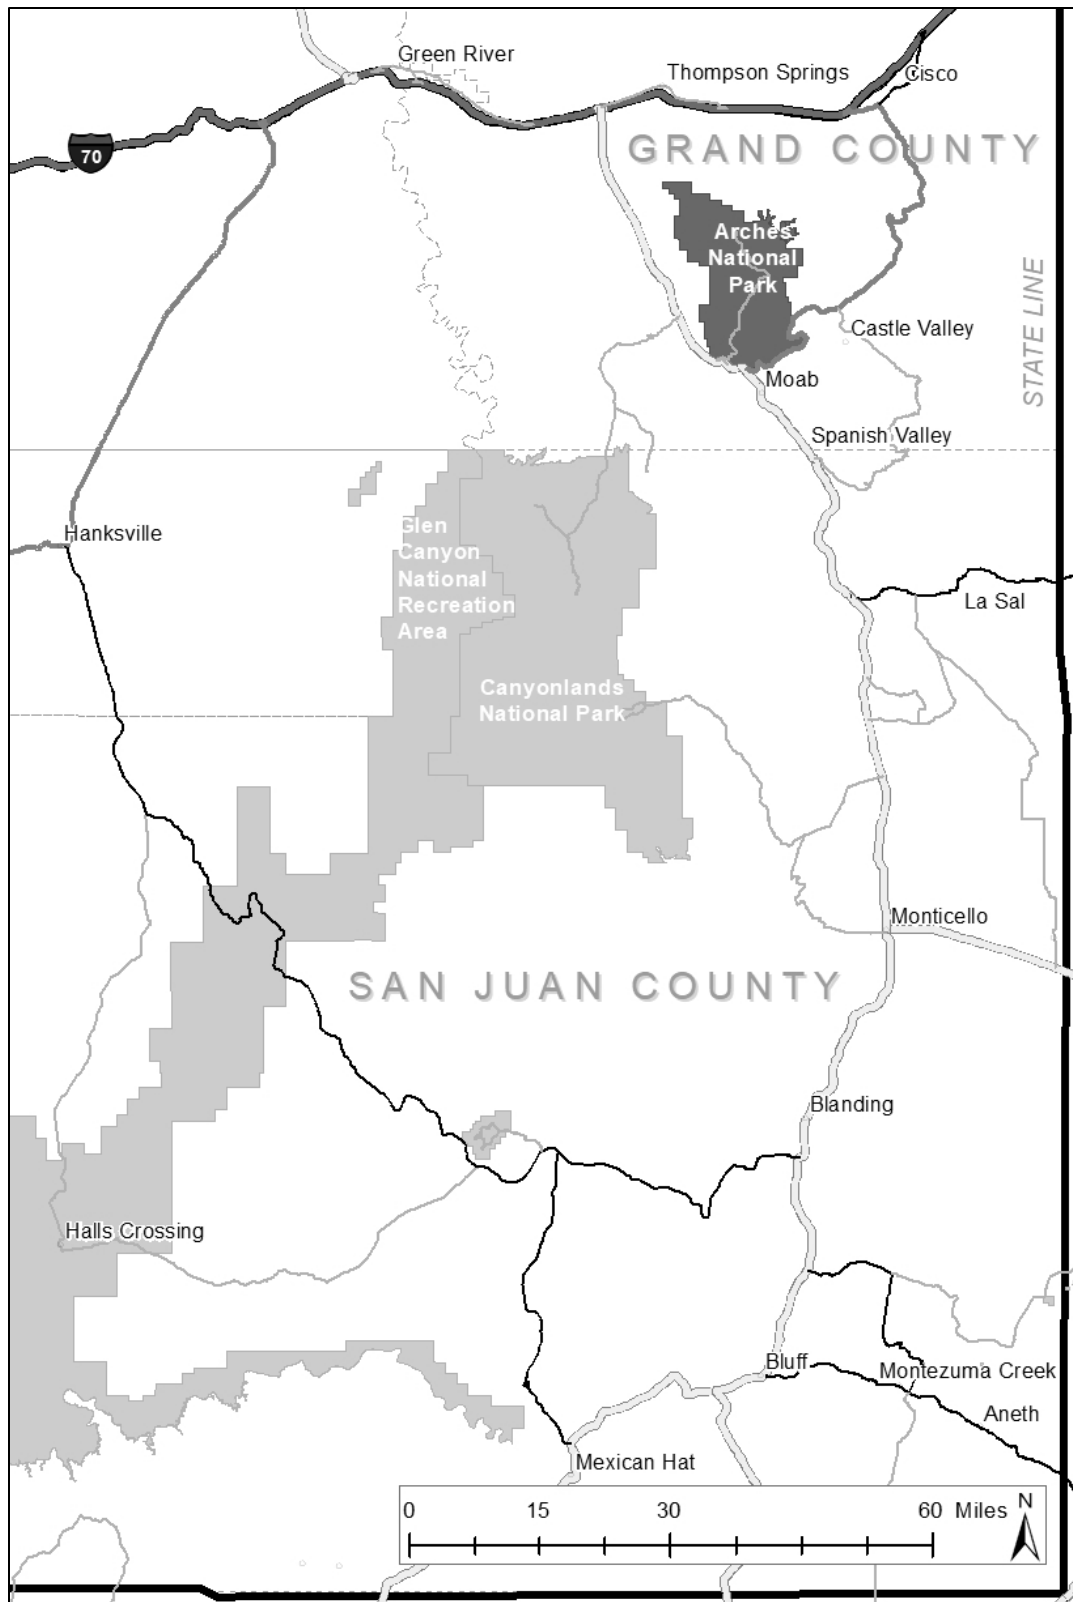 Green River
Thompson Springs
Cisco
70
GRAND COUNTY
Arches
National
Park
STATE LINE
Castle Valley
Moab
Spanish Valley
Hanksville
Glen
Canyon
National
Recreation
Area
La Sal
Canyonlands
National Park
Monticello
SAN JUAN COUNTY
Blanding
Halls Crossing
Bluff
Montezuma Creek
Aneth
Mexican Hat
0 15 30 60 Miles N